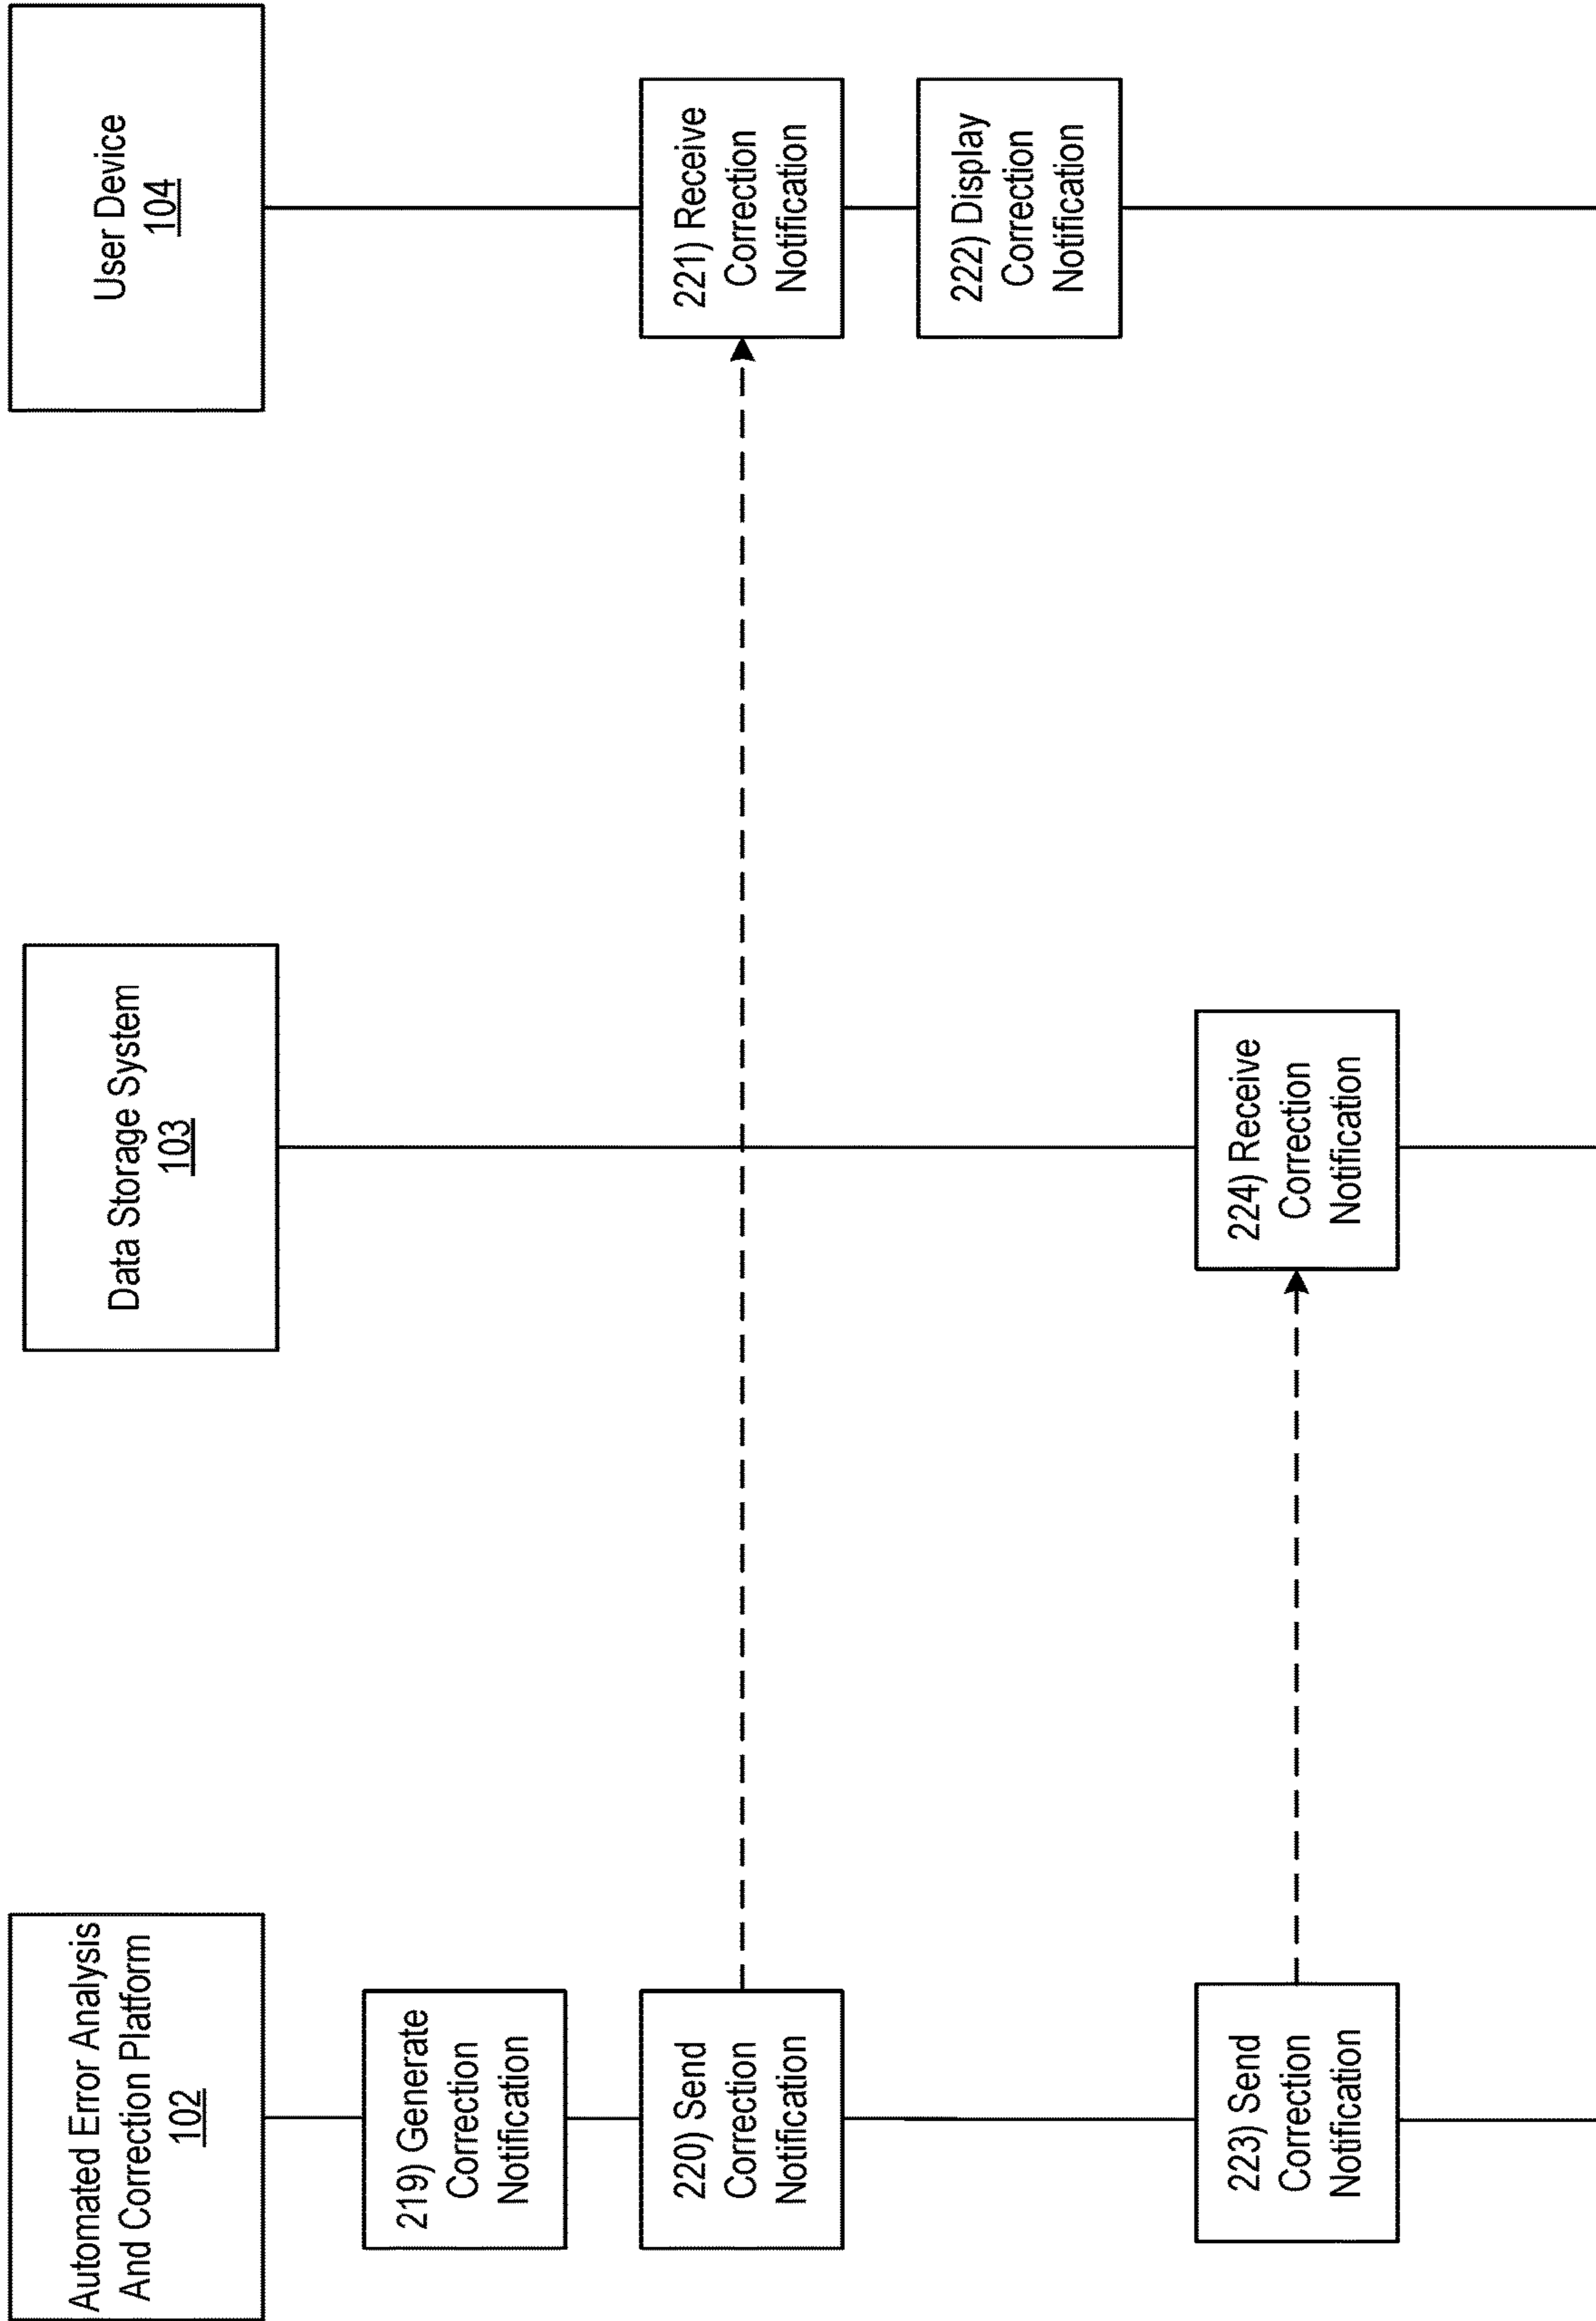 Automated Error Analysis
And Correction Platform
102
Data Storage System
103
User Device
104
219) Generate
Correction
Notification
220) Send
Correction
Notification
221) Receive
Correction
Notification
222) Display
Correction
Notification
223) Send
Correction
Notification
224) Receive
Correction
Notification